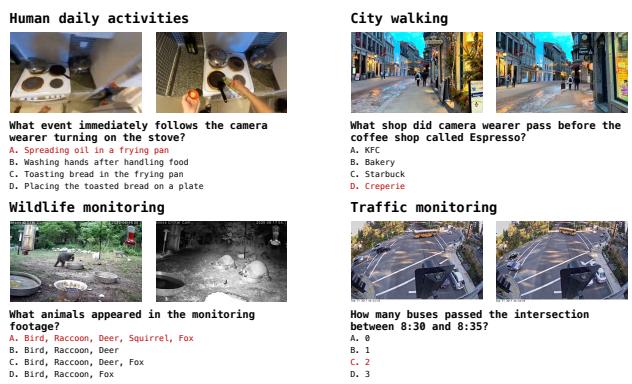 Human daily activities
What event immediately follows the camera
wearer turning on the stove?
A. Spreading oil in a frying pan
B. Washing hands after handling food
C. Toasting bread in the frying pan
D. Placing the toasted bread on a plate
City walking
What shop did camera wearer pass before the
coffee shop called Espresso?
A. KFC
B. Bakery
C. Starbuck
D. Creperie
Wildlife monitoring
What animals appeared in the monitoring
footage?
A. Bird, Raccoon, Deer, Squirrel, Fox
B. Bird, Raccoon, Deer
C. Bird, Raccoon, Deer, Fox
D. Bird, Raccoon, Fox
Traffic monitoring
How many buses passed the intersection
between 8:30 and 8:35?
A. 0
B. 1
C. 2
D. 3